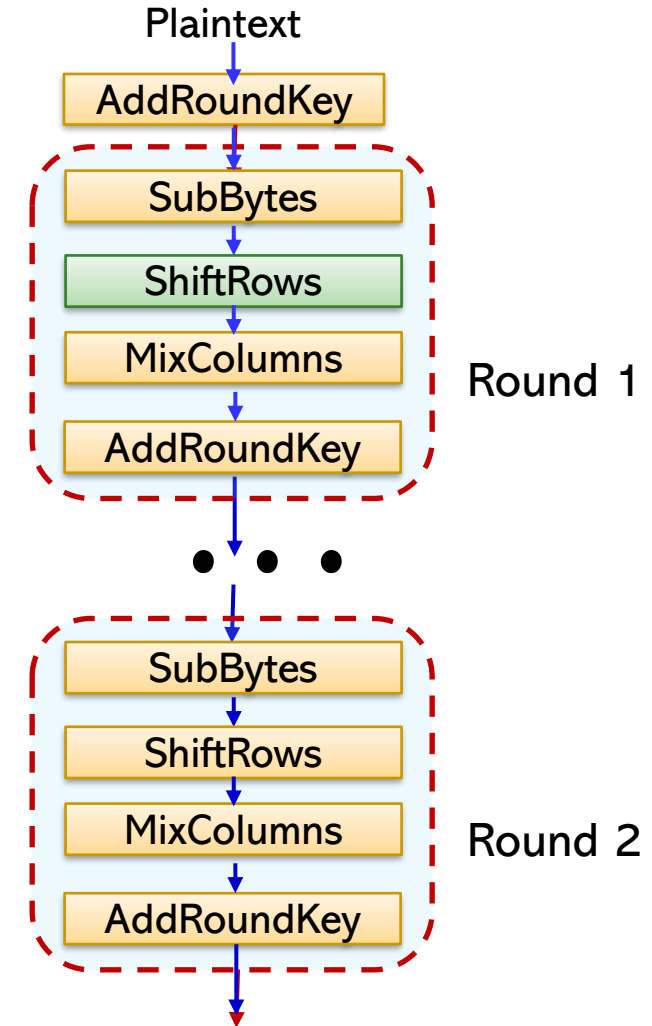 Plaintext
AddRoundKey
SubBytes
ShiftRows
MixColumns
Round 1
AddRoundKey
SubBytes
ShiftRows
MixColumns
Round 2
AddRoundKey